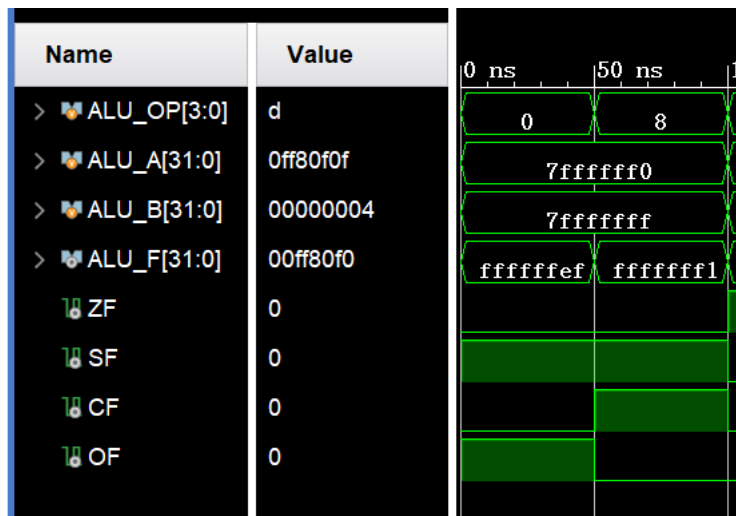 Name Value 0 ns 50 ns 1
ALU_OP[3:0] d 0 8
ALU_A[31:0] 0ff80f0f 7ffffff0
ALU_B[31:0] 00000004 7fffffff
ALU_F[31:0] 00ff80f0 ffffffef fffffff1
ZF 0
SF 0
CF 0
OF 0